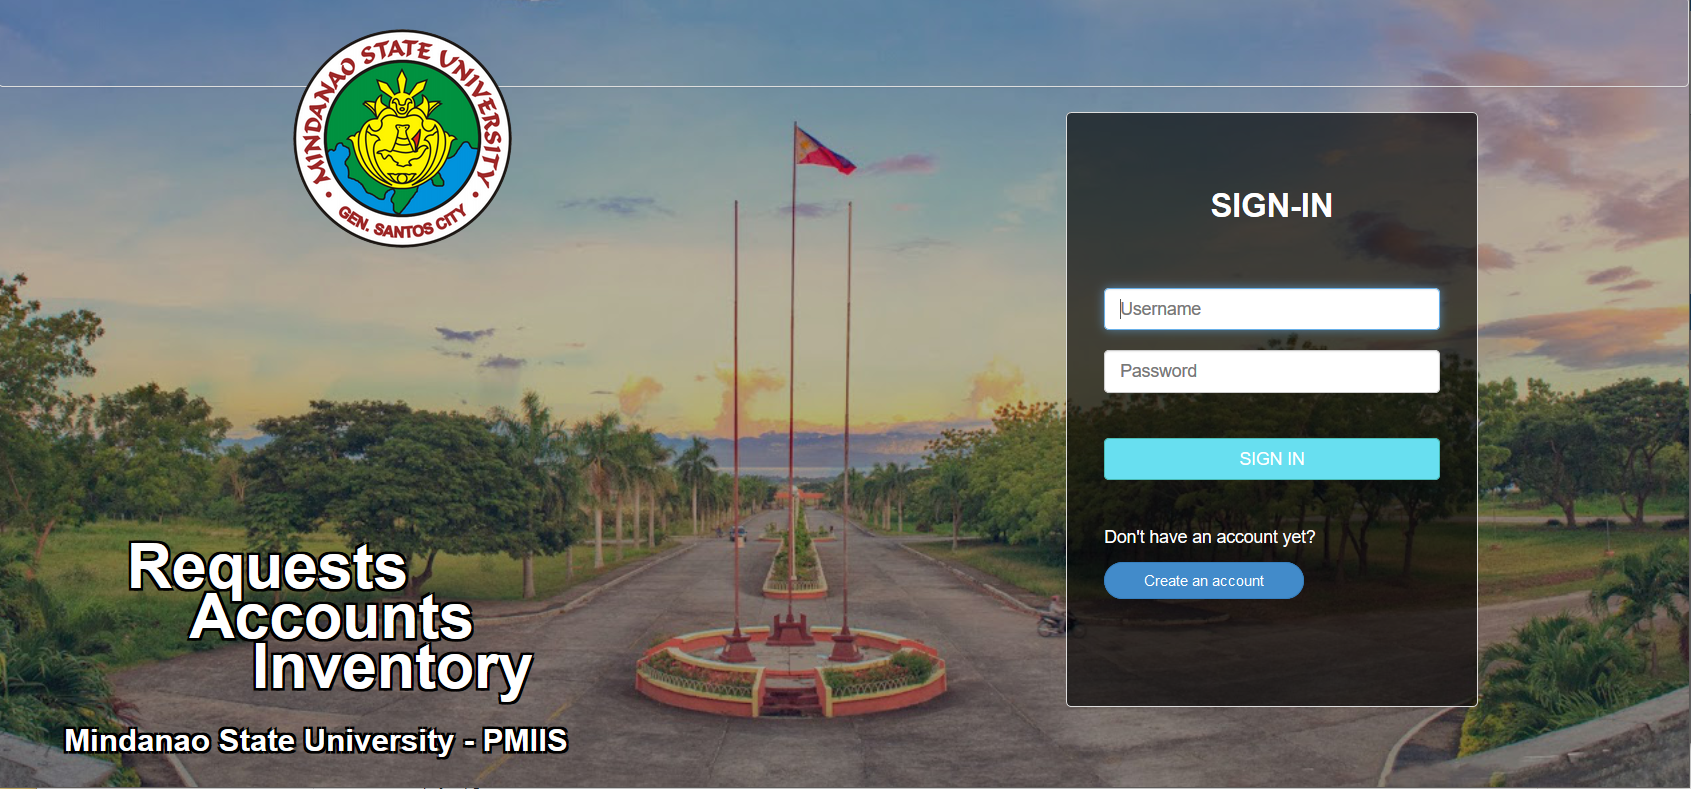 MINDANAO STATE UNIVERSITY
GEN. SANTOS CITY
Requests
Accounts
Inventory
Mindanao State University - PMIIS
SIGN-IN
Username
Password
SIGN IN
Don't have an account yet?
Create an account